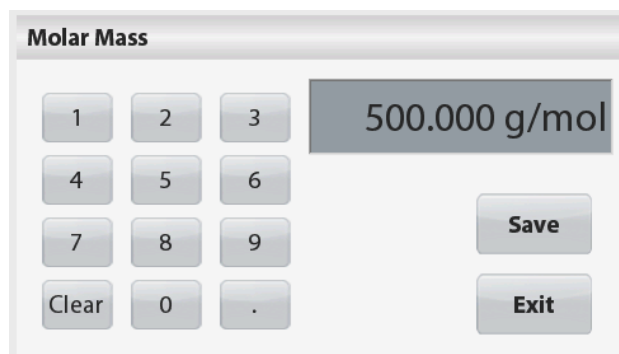 Molar Mass
1 2 3
500.000 g/mol
4 5 6
7 8 9
Clear 0 .
Save
Exit